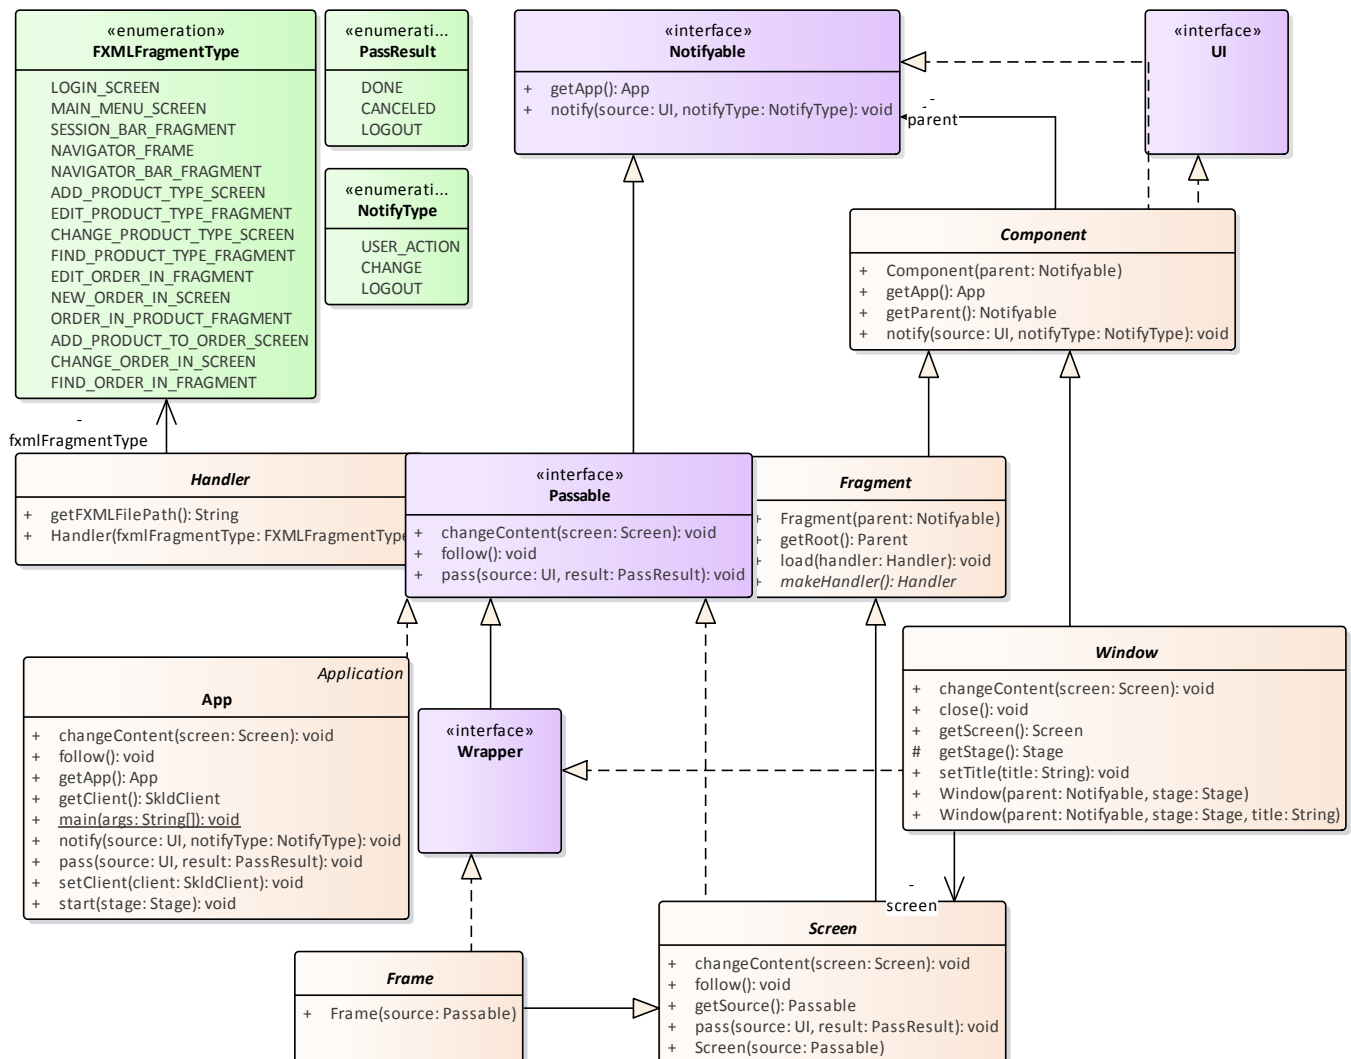 «enumeration»
FXMLFragmentType
LOGIN_SCREEN
MAIN_MENU_SCREEN
SESSION_BAR_FRAGMENT
NAVIGATOR_FRAME
NAVIGATOR_BAR_FRAGMENT
ADD_PRODUCT_TYPE_SCREEN
EDIT_PRODUCT_TYPE_FRAGMENT
CHANGE_PRODUCT_TYPE_SCREEN
FIND_PRODUCT_TYPE_FRAGMENT
EDIT_ORDER_IN_FRAGMENT
NEW_ORDER_IN_SCREEN
ORDER_IN_PRODUCT_FRAGMENT
ADD_PRODUCT_TO_ORDER_SCREEN
CHANGE_ORDER_IN_SCREEN
FIND_ORDER_IN_FRAGMENT
«enumerati...
PassResult
DONE
CANCELED
LOGOUT
«enumerati...
NotifyType
USER_ACTION
CHANGE
LOGOUT
«interface»
Notifyable
+ getApp(): App
+ notify(source: UI, notifyType: NotifyType): void
«interface»
UI
-
parent
Component
+ Component(parent: Notifyable)
+ getApp(): App
+ getParent(): Notifyable
+ notify(source: UI, notifyType: NotifyType): void
-
fxmlFragmentType
Handler
+ getFXMLFilePath(): String
+ Handler(fxmlFragmentType: FXMLFragmentType
«interface»
Passable
+ changeContent(screen: Screen): void
+ follow(): void
+ pass(source: UI, result: PassResult): void
Fragment
+ Fragment(parent: Notifyable)
+ getRoot(): Parent
+ load(handler: Handler): void
+ makeHandler(): Handler
Application
App
+ changeContent(screen: Screen): void
+ follow(): void
+ getApp(): App
+ getClient(): SkldClient
+ main(args: String[]): void
+ notify(source: UI, notifyType: NotifyType): void
+ pass(source: UI, result: PassResult): void
+ setClient(client: SkldClient): void
+ start(stage: Stage): void
«interface»
Wrapper
Window
+ changeContent(screen: Screen): void
+ close(): void
+ getScreen(): Screen
# getStage(): Stage
+ setTitle(title: String): void
+ Window(parent: Notifyable, stage: Stage)
+ Window(parent: Notifyable, stage: Stage, title: String)
-
screen
Frame
+ Frame(source: Passable)
Screen
+ changeContent(screen: Screen): void
+ follow(): void
+ getSource(): Passable
+ pass(source: UI, result: PassResult): void
+ Screen(source: Passable)